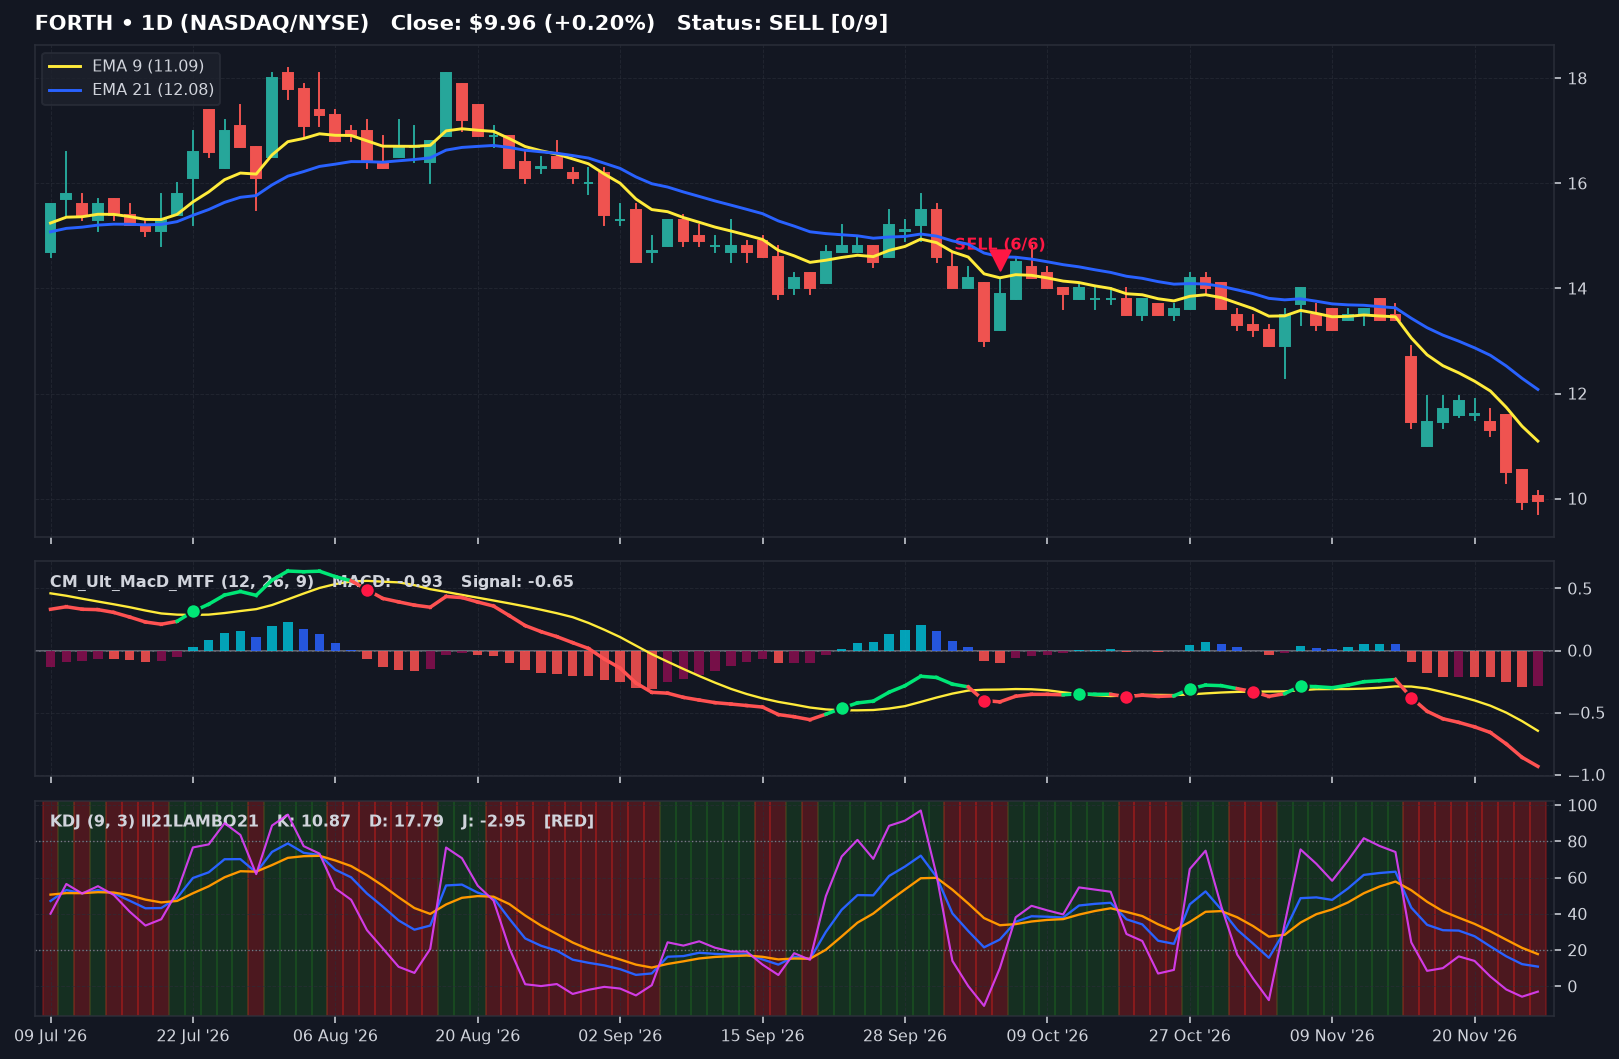 FORTH • 1D (NASDAQ/NYSE)   Close: $9.96 (+0.20%)   Status: SELL [0/9]
EMA 9 (11.09)
EMA 21 (12.08)
18
16
14
12
10
SELL (6/6)
CM_Ult_MacD_MTF (12, 26, 9)   MACD: -0.93   Signal: -0.65
0.5
0.0
−0.5
−1.0
KDJ (9, 3) II21LAMBO21   K: 10.87   D: 17.79   J: -2.95   [RED]
100
80
60
40
20
0
09 Jul '26
22 Jul '26
06 Aug '26
20 Aug '26
02 Sep '26
15 Sep '26
28 Sep '26
09 Oct '26
27 Oct '26
09 Nov '26
20 Nov '26